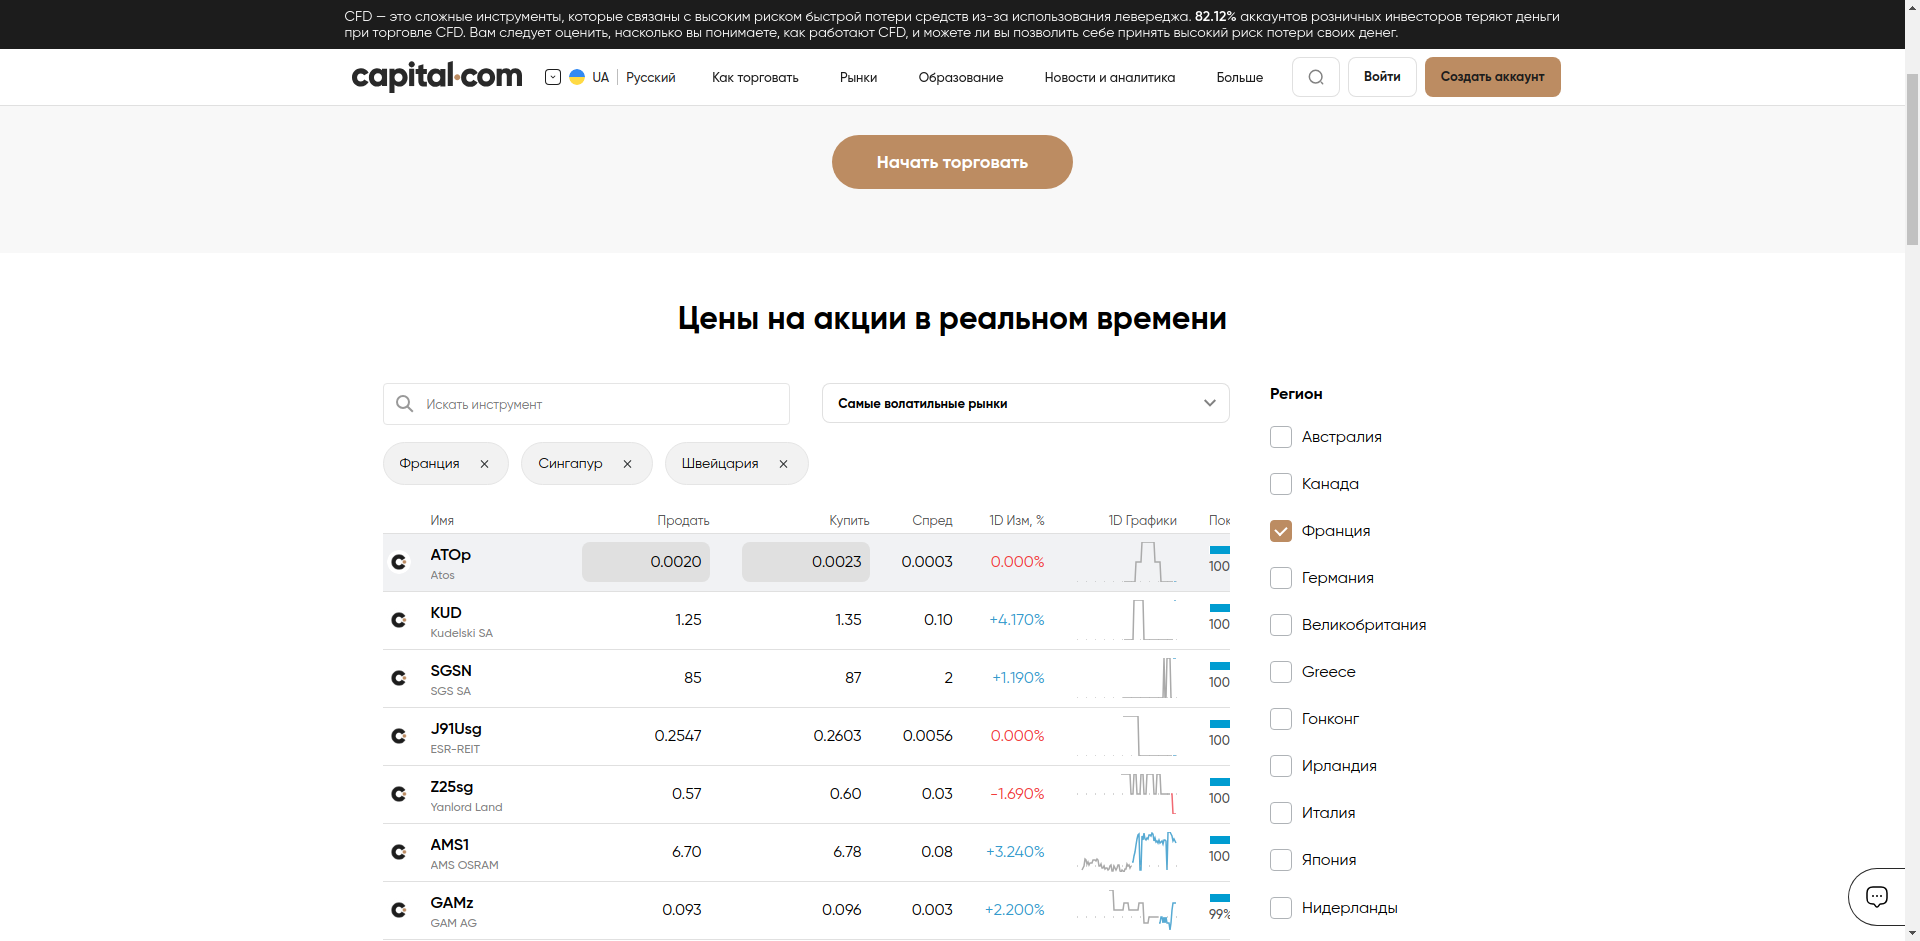 CFD — это сложные инструменты, которые связаны с высоким риском быстрой потери средств из-за использования левереджа. 82.12% аккаунтов розничных инвесторов теряют деньги
при торговле CFD. Вам следует оценить, насколько вы понимаете, как работают CFD, и можете ли вы позволить себе принять высокий риск потери своих денег.
capital.com UA Русский Как торговать Рынки Образование Новости и аналитика Больше Войти Создать аккаунт
Начать торговать
Цены на акции в реальном времени
Искать инструмент Самые волатильные рынки
Франция Сингапур Швейцария
Имя Продать Купить Спред 1D Изм, % 1D Графики Пок
ATOp 0.0020 0.0023 0.0003 0.000% 100
Atos
KUD 1.25 1.35 0.10 +4.170% 100
Kudelski SA
SGSN 85 87 2 +1.190% 100
SGS SA
J91Usg 0.2547 0.2603 0.0056 0.000% 100
ESR-REIT
Z25sg 0.57 0.60 0.03 -1.690% 100
Yanlord Land
AMS1 6.70 6.78 0.08 +3.240% 100
AMS OSRAM
GAMz 0.093 0.096 0.003 +2.200% 99%
GAM AG
Регион
Австралия
Канада
Франция
Германия
Великобритания
Greece
Гонконг
Ирландия
Италия
Япония
Нидерланды